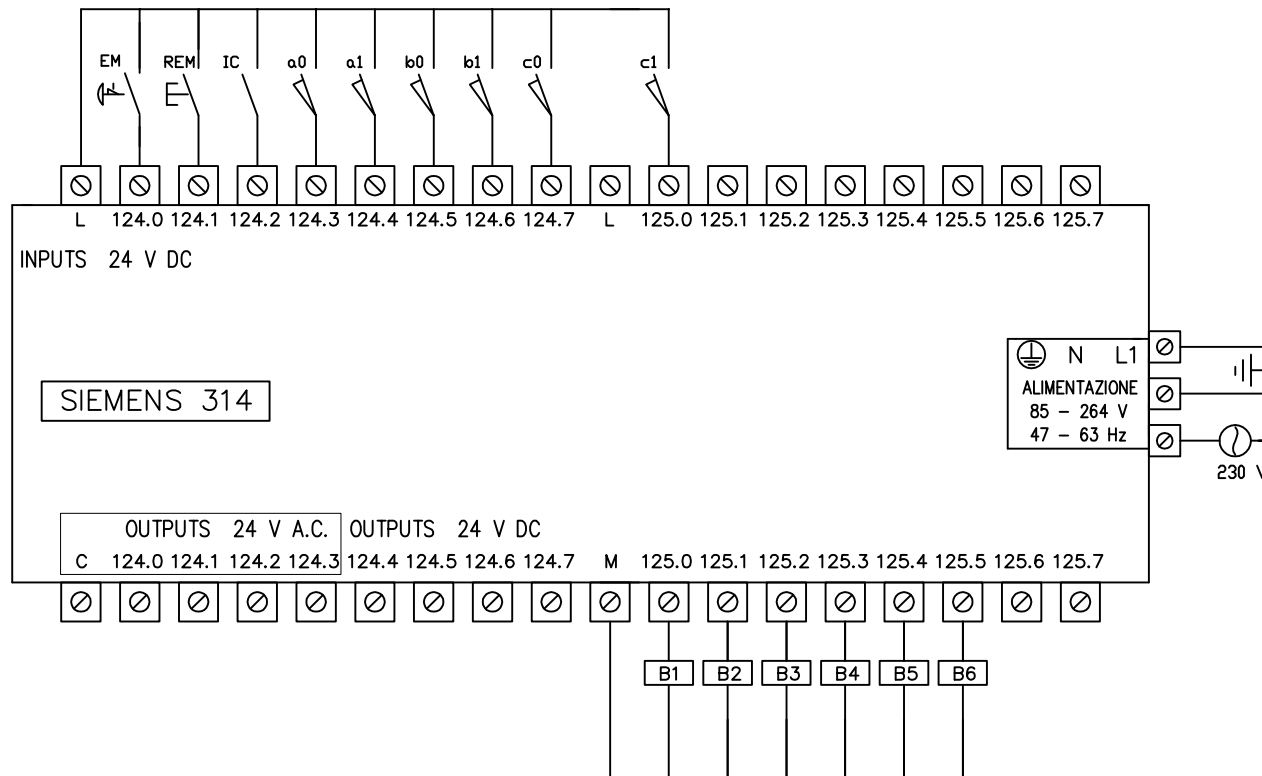 EM REM IC a0 a1 b0 b1 c0 c1
L 124.0 124.1 124.2 124.3 124.4 124.5 124.6 124.7 L 125.0 125.1 125.2 125.3 125.4 125.5 125.6 125.7
INPUTS 24 V DC
N L1
ALIMENTAZIONE
85 - 264 V
47 - 63 Hz
SIEMENS 314
230 V
OUTPUTS 24 V A.C. OUTPUTS 24 V DC
C 124.0 124.1 124.2 124.3 124.4 124.5 124.6 124.7 M 125.0 125.1 125.2 125.3 125.4 125.5 125.6 125.7
B1 B2 B3 B4 B5 B6